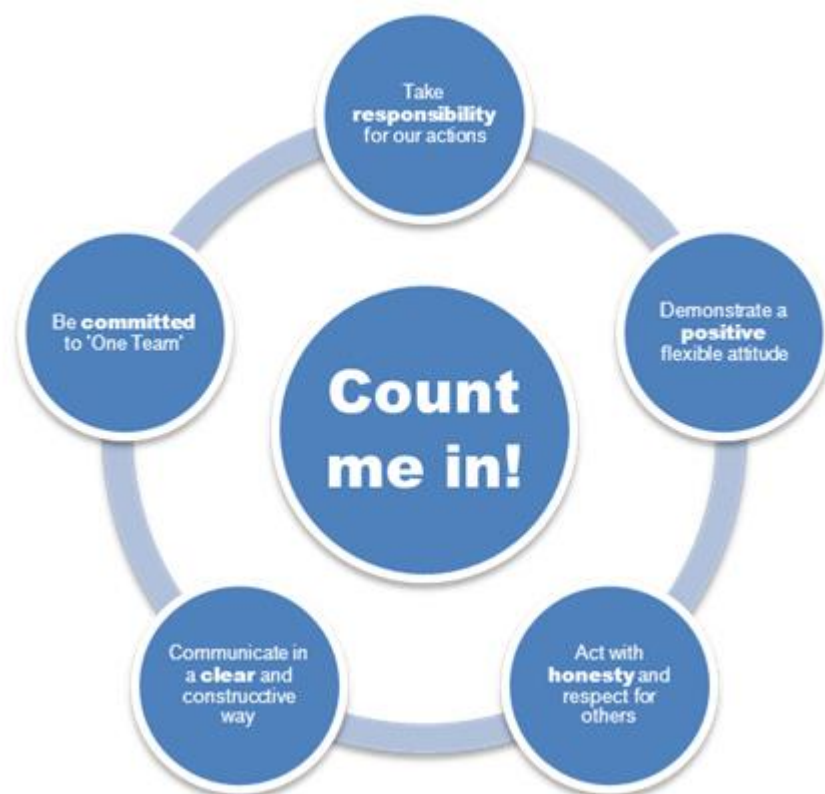 Take
responsibility
for our actions
Demonstrate a
positive
flexible attitude
Act with
honesty and
respect for
others
Communicate in
a clear and
construcctive
way
Be committed
to 'One Team'
Count
me in!